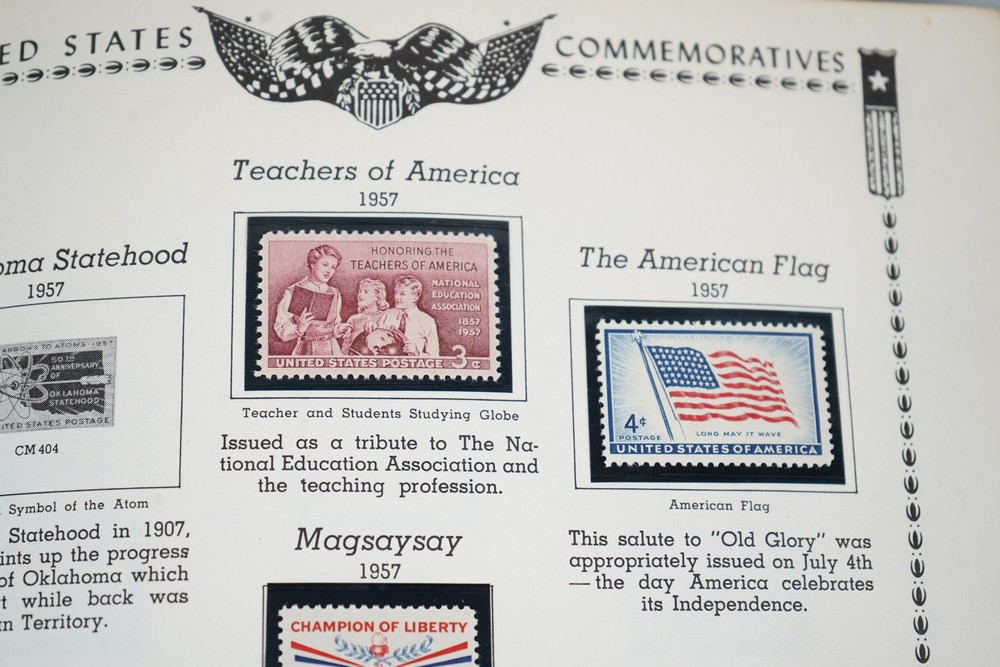 ED STATES
COMMEMORATIVES
Teachers of America
1957
HONORING THE
TEACHERS OF AMERICA
NATIONAL
EDUCATION
ASSOCIATION
1857
1957
UNITED STATES POSTAGE 3¢
Teacher and Students Studying Globe
Issued as a tribute to The Na-
tional Education Association and
the teaching profession.
oma Statehood
1957
ARROWS TO ATOMS · 1957
50TH
ANNIVERSARY
OF
OKLAHOMA
STATEHOOD
ITED STATES POSTAGE
CM 404
Symbol of the Atom
Statehood in 1907,
ints up the progress
of Oklahoma which
t while back was
n Territory.
Magsaysay
1957
CHAMPION OF LIBERTY
The American Flag
1957
4¢
POSTAGE
LONG MAY IT WAVE
UNITED STATES OF AMERICA
American Flag
This salute to "Old Glory" was
appropriately issued on July 4th
—the day America celebrates
its Independence.